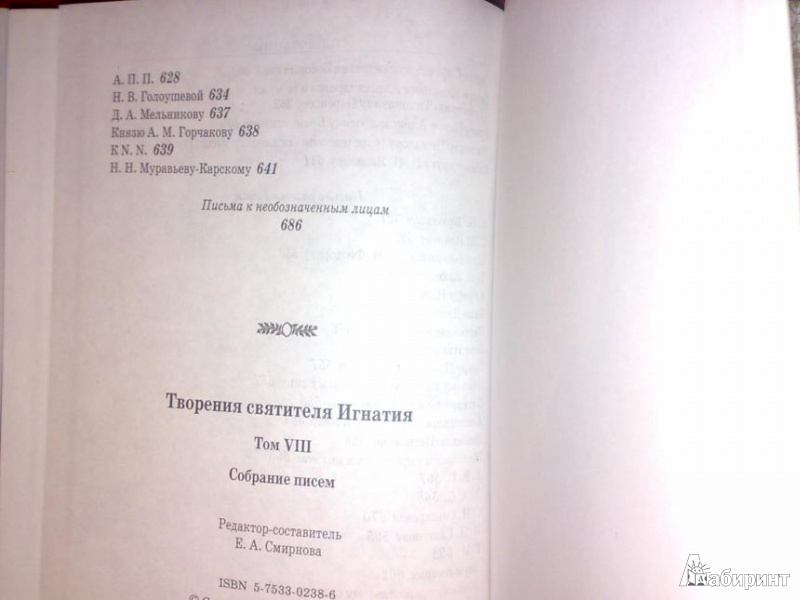 А. П. П. 628
Н. В. Голоушевой 634
Д. А. Мельникову 637
Князю А. М. Горчакову 638
К N. N. 639
Н. Н. Муравьеву-Карскому 641
Письма к необозначенным лицам
686
Творения святителя Игнатия
Том VIII
Собрание писем
Редактор-составитель
Е. А. Смирнова
ISBN 5-7533-0238-6
Лабиринт